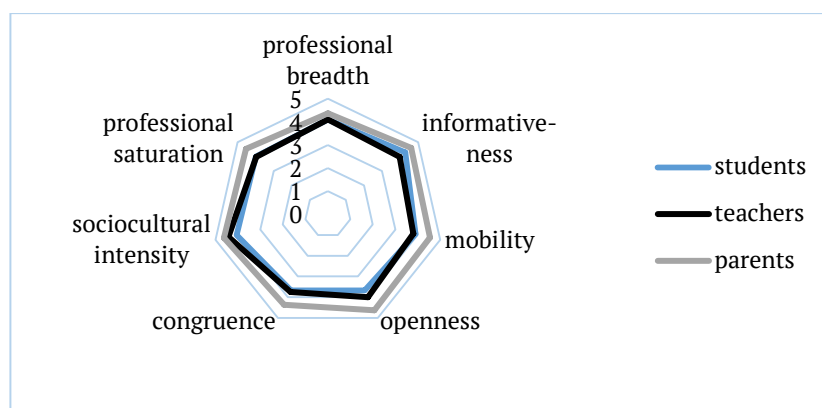 professional
breadth
5
4
3
2
1
0
informative-
ness
mobility
openness
congruence
sociocultural
intensity
professional
saturation
students
teachers
parents